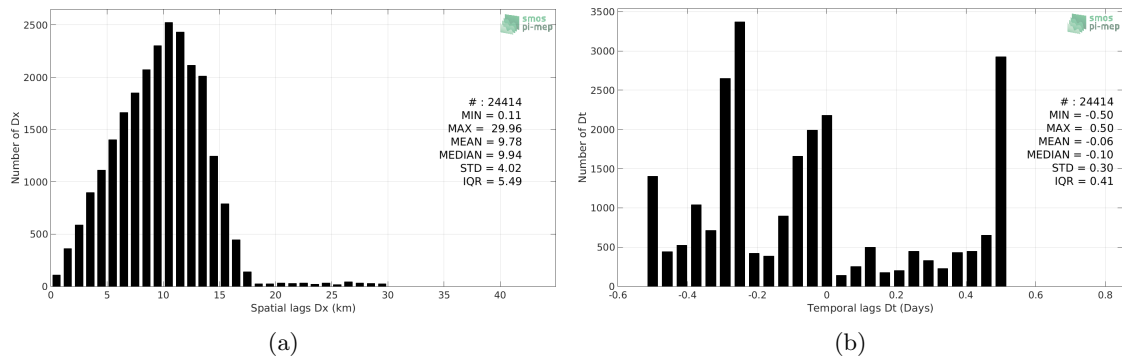 smos
pi-mep
2500
2000
1500
1000
500
0
Number of Dx
# : 24414
MIN = 0.11
MAX = 29.96
MEAN = 9.78
MEDIAN = 9.94
STD = 4.02
IQR = 5.49
0 5 10 15 20 25 30 35 40
Spatial lags Dx (km)
(a)
smos
pi-mep
3500
3000
2500
2000
1500
1000
500
0
Number of Dt
# : 24414
MIN = -0.50
MAX = 0.50
MEAN = -0.06
MEDIAN = -0.10
STD = 0.30
IQR = 0.41
-0.6 -0.4 -0.2 0 0.2 0.4 0.6 0.8
Temporal lags Dt (Days)
(b)